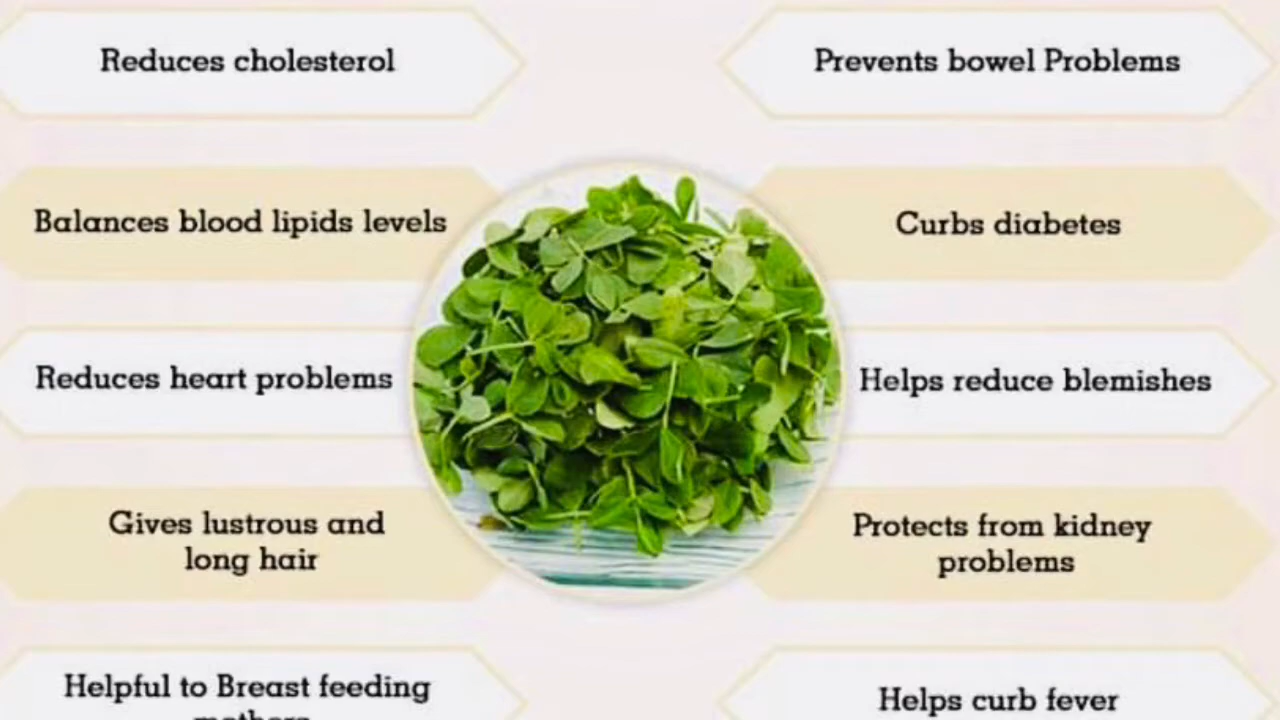 Reduces cholesterol
Prevents bowel Problems
Balances blood lipids levels
Curbs diabetes
Reduces heart problems
Helps reduce blemishes
Gives lustrous and
long hair
Protects from kidney
problems
Helpful to Breast feeding
mothers
Helps curb fever